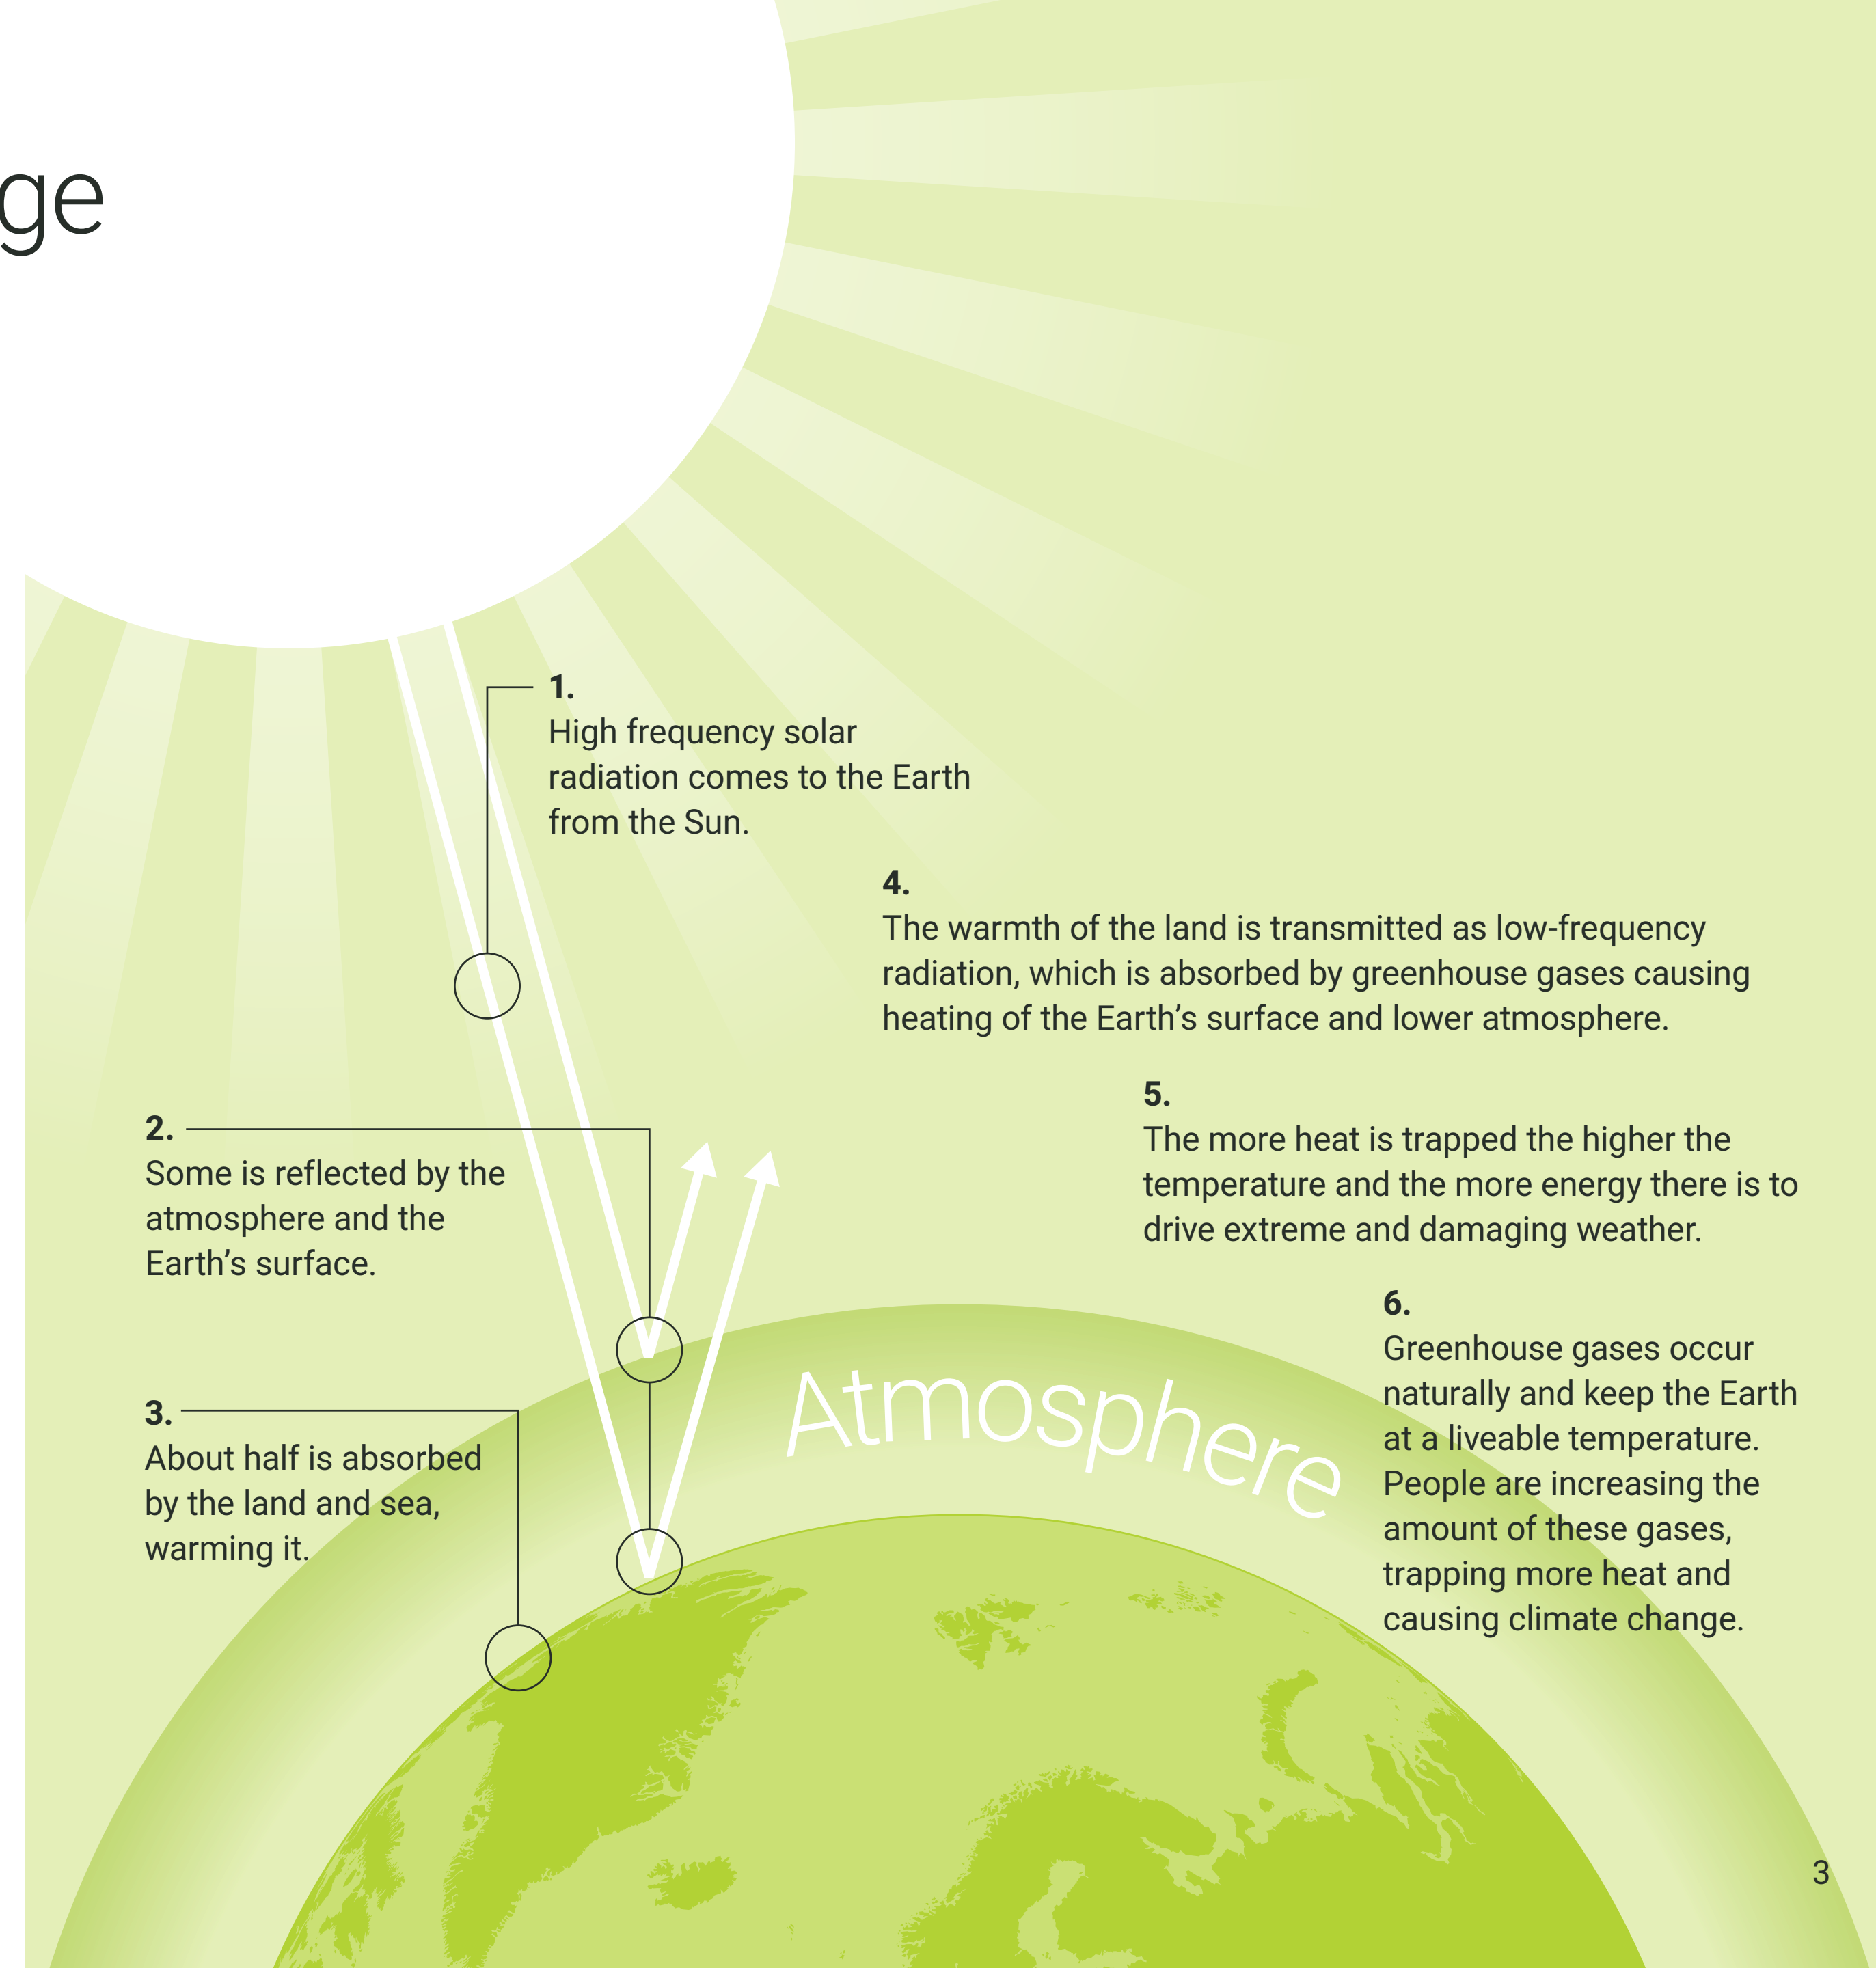 ge
1.
High frequency solar
radiation comes to the Earth
from the Sun.
2.
Some is reflected by the
atmosphere and the
Earth’s surface.
3.
About half is absorbed
by the land and sea,
warming it.
4.
The warmth of the land is transmitted as low-frequency
radiation, which is absorbed by greenhouse gases causing
heating of the Earth’s surface and lower atmosphere.
5.
The more heat is trapped the higher the
temperature and the more energy there is to
drive extreme and damaging weather.
6.
Greenhouse gases occur
naturally and keep the Earth
at a liveable temperature.
People are increasing the
amount of these gases,
trapping more heat and
causing climate change.
Atmosphere
3